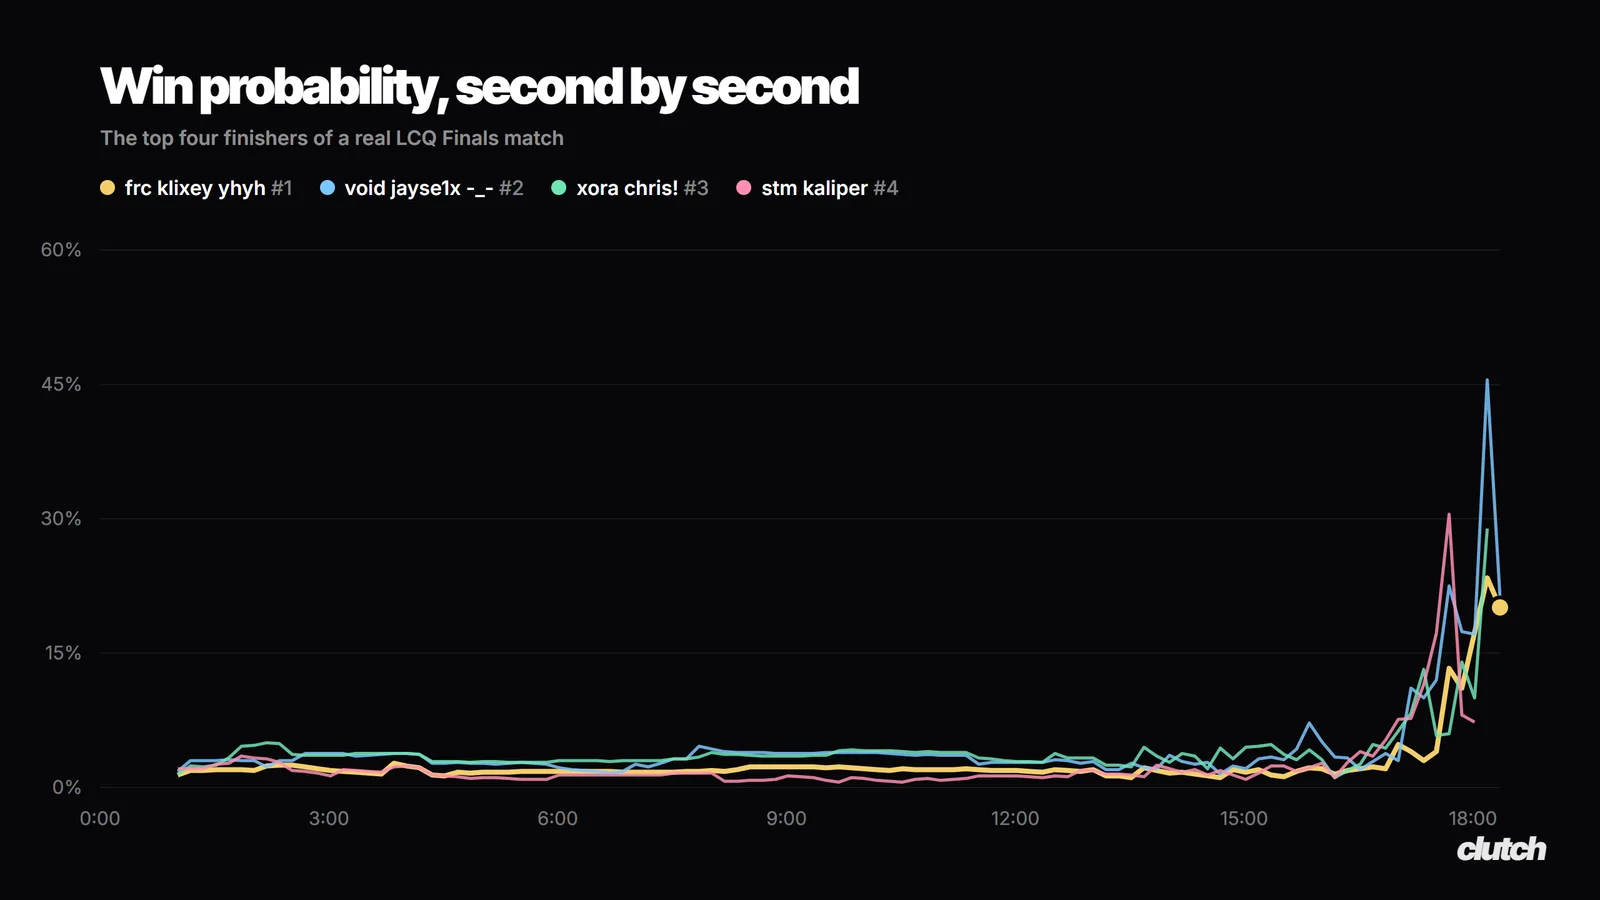 Win probability, second by second
The top four finishers of a real LCQ Finals match
frc klixey yhyh #1 void jayse1x -_- #2 xora chris! #3 stm kaliper #4
60%
45%
30%
15%
0%
0:00 3:00 6:00 9:00 12:00 15:00 18:00
clutch